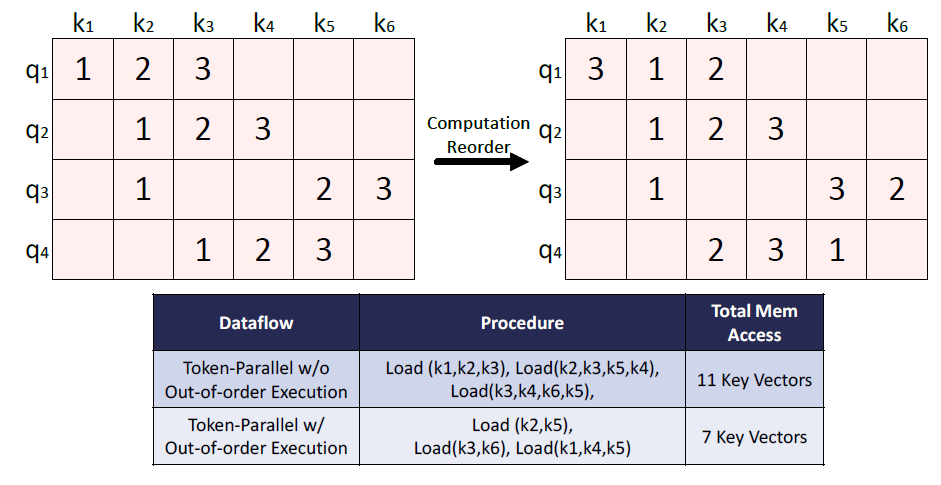 k1 k2 k3 k4 k5 k6
q1 1 2 3
q2 1 2 3
q3 1 2 3
q4 1 2 3
Computation
Reorder
k1 k2 k3 k4 k5 k6
q1 3 1 2
q2 1 2 3
q3 1 3 2
q4 2 3 1
Dataflow
Procedure
Total Mem
Access
Token-Parallel w/o
Out-of-order Execution
Load (k1,k2,k3), Load(k2,k3,k5,k4),
Load(k3,k4,k6,k5),
11 Key Vectors
Token-Parallel w/
Out-of-order Execution
Load (k2,k5),
Load(k3,k6), Load(k1,k4,k5)
7 Key Vectors